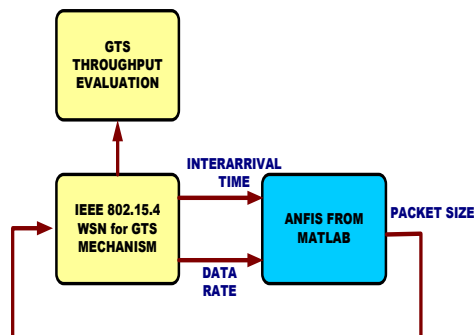 GTS
THROUGHPUT
EVALUATION
INTERARRIVAL
TIME
IEEE 802.15.4
WSN for GTS
MECHANISM
ANFIS FROM
MATLAB
PACKET SIZE
DATA
RATE